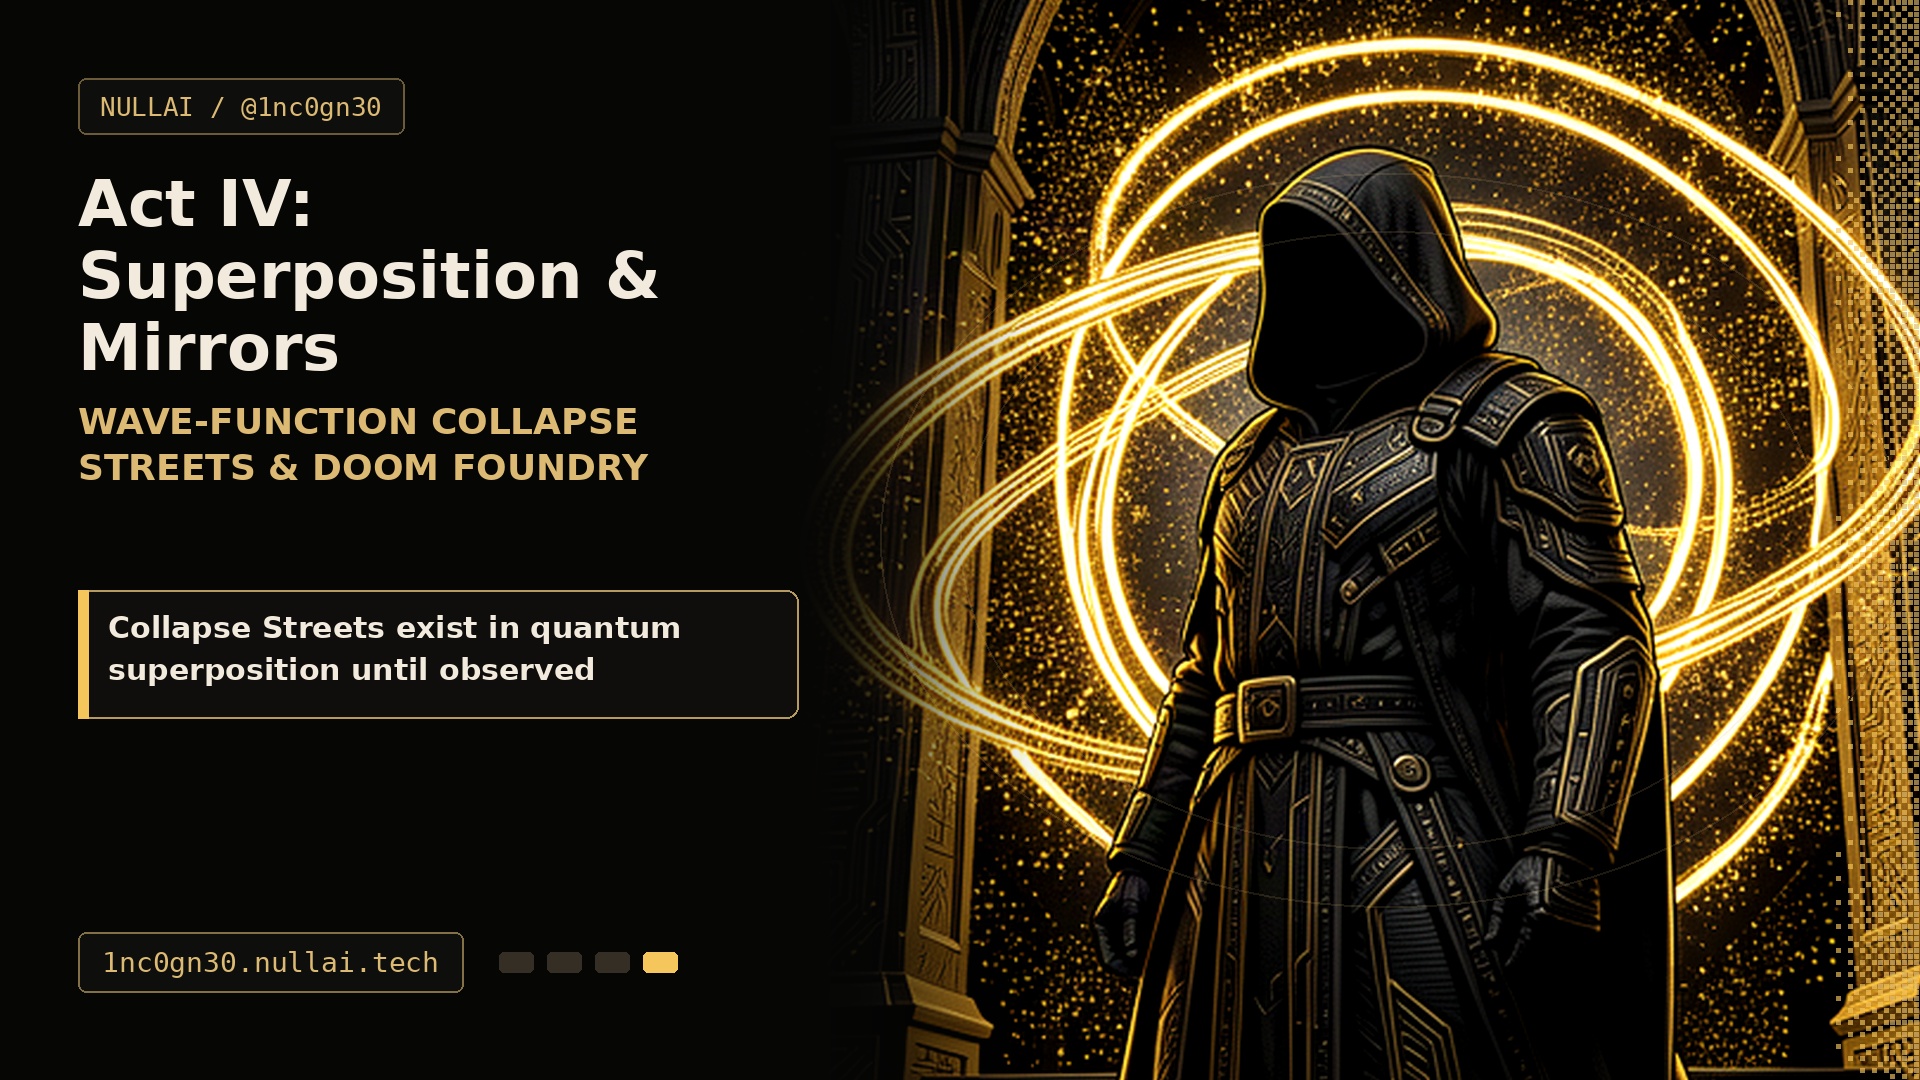 NULLAI / @1nc0gn30
Act IV:
Superposition &
Mirrors
WAVE-FUNCTION COLLAPSE
STREETS & DOOM FOUNDRY
Collapse Streets exist in quantum
superposition until observed
1nc0gn30.nullai.tech